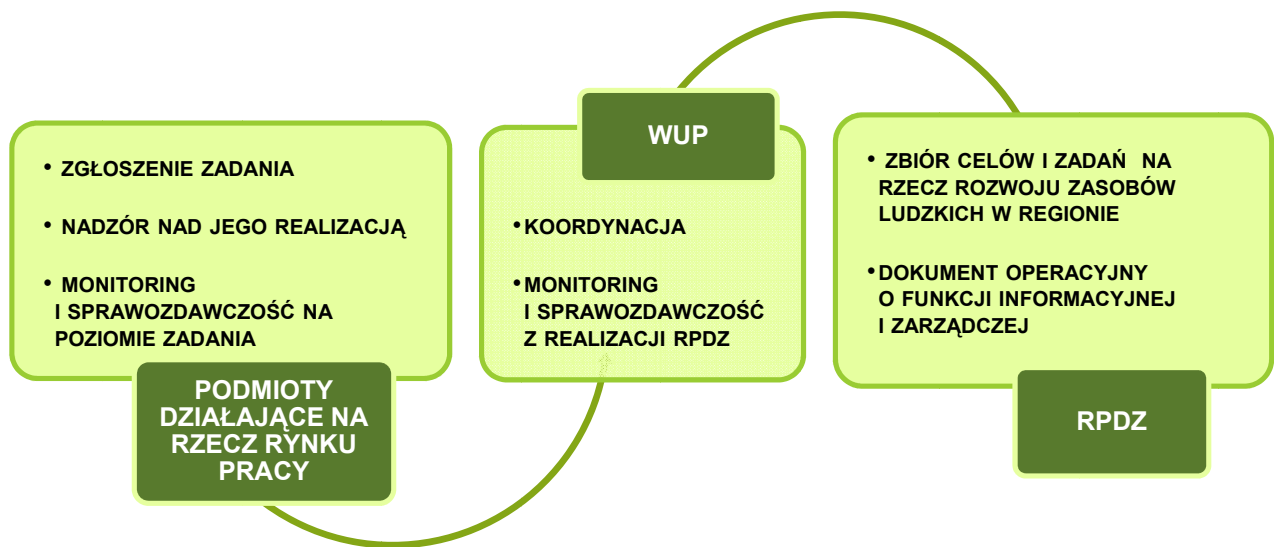 • ZGŁOSZENIE ZADANIA
• NADZÓR NAD JEGO REALIZACJĄ
• MONITORING
I SPRAWOZDAWCZOŚĆ NA
POZIOMIE ZADANIA
PODMIOTY
DZIAŁAJĄCE NA
RZECZ RYNKU
PRACY
WUP
• KOORDYNACJA
• MONITORING
I SPRAWOZDAWCZOŚĆ
Z REALIZACJI RPDZ
• ZBIÓR CELÓW I ZADAŃ NA
RZECZ ROZWOJU ZASOBÓW
LUDZKICH W REGIONIE
• DOKUMENT OPERACYJNY
O FUNKCJI INFORMACYJNEJ
I ZARZĄDCZEJ
RPDZ